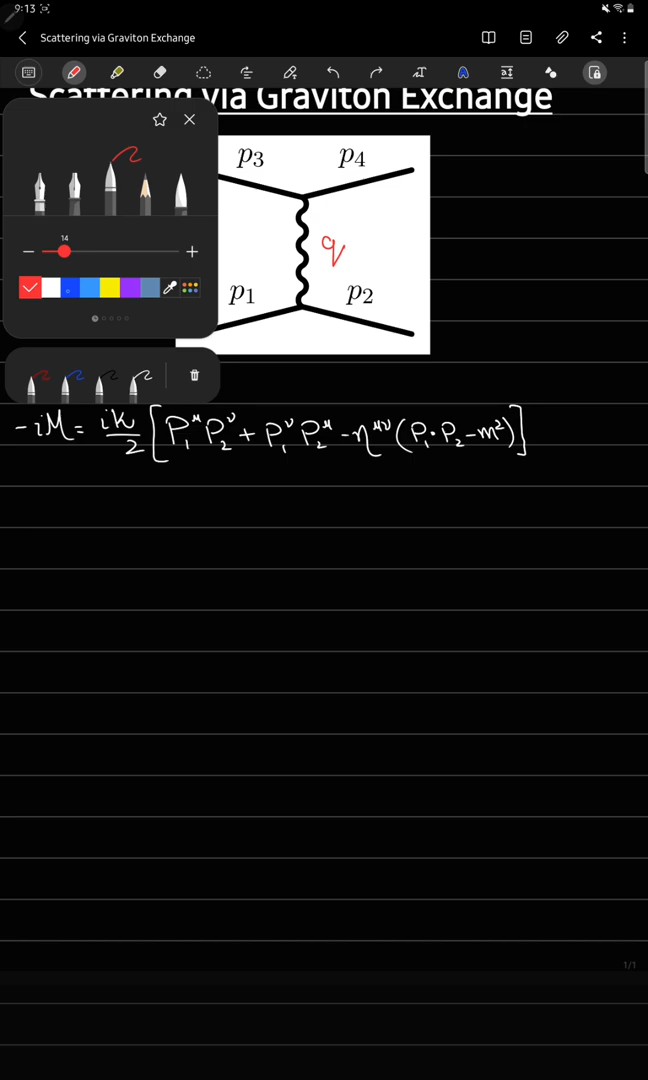 9:13
Scattering via Graviton Exchange
Scattering via Graviton Exchange
p₃ p₄
14
q
p₁ p₂
-iM = iκ/2 [P₁^μ P₂^ν + P₁^ν P₂^μ - η^μν (P₁·P₂ - m²)]
1/1